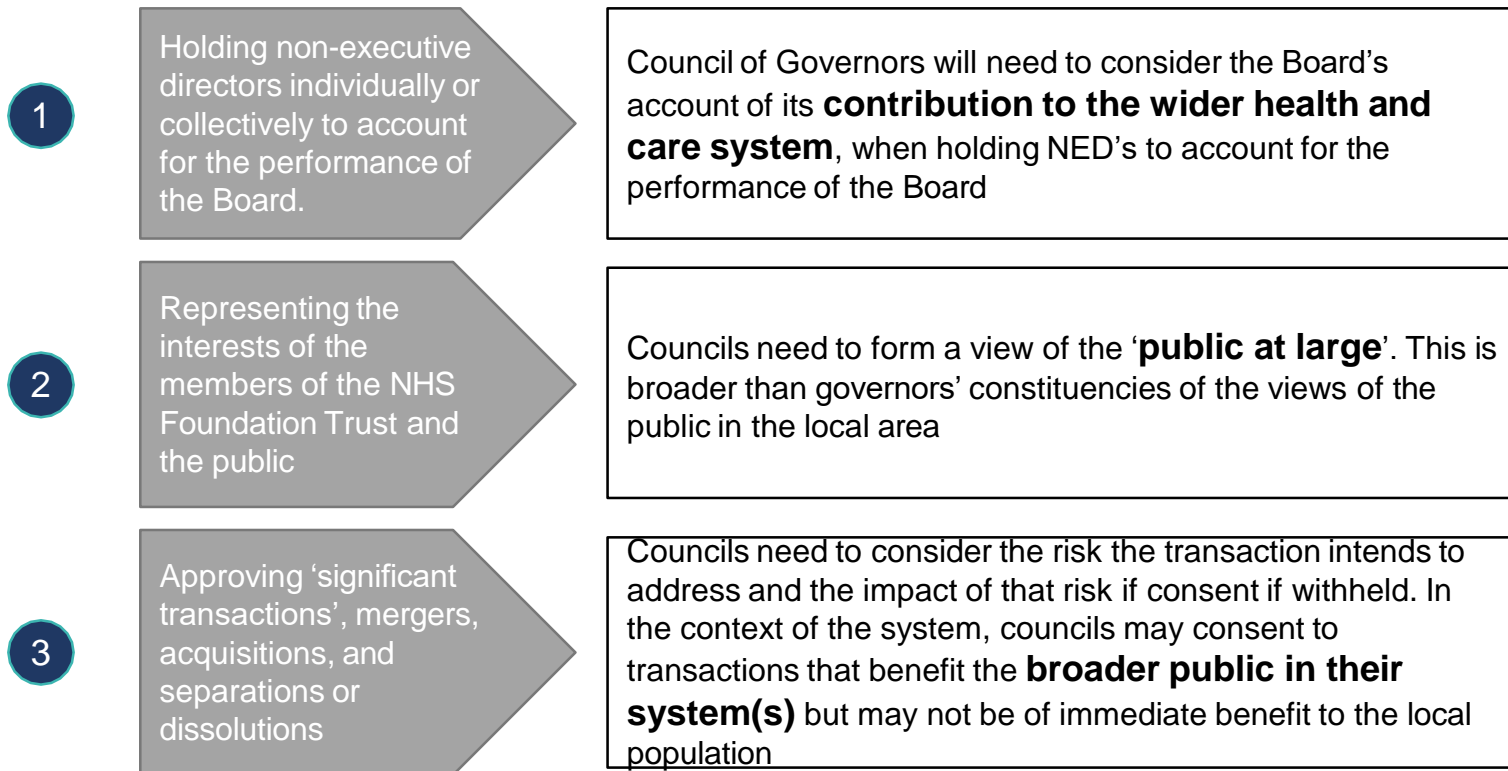 1
Holding non-executive
directors individually or
collectively to account
for the performance of
the Board.
Council of Governors will need to consider the Board’s
account of its contribution to the wider health and
care system, when holding NED’s to account for the
performance of the Board
2
Representing the
interests of the
members of the NHS
Foundation Trust and
the public
Councils need to form a view of the ‘public at large’. This is
broader than governors’ constituencies of the views of the
public in the local area
3
Approving ‘significant
transactions’, mergers,
acquisitions, and
separations or
dissolutions
Councils need to consider the risk the transaction intends to
address and the impact of that risk if consent if withheld. In
the context of the system, councils may consent to
transactions that benefit the broader public in their
system(s) but may not be of immediate benefit to the local
population